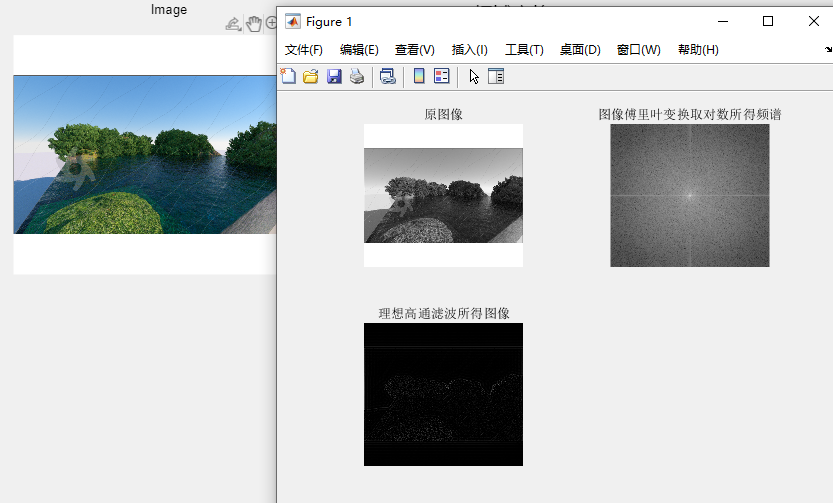 Image
Figure 1
文件(F) 编辑(E) 查看(V) 插入(I) 工具(T) 桌面(D) 窗口(W) 帮助(H)
原图像
图像傅里叶变换取对数所得频谱
理想高通滤波所得图像